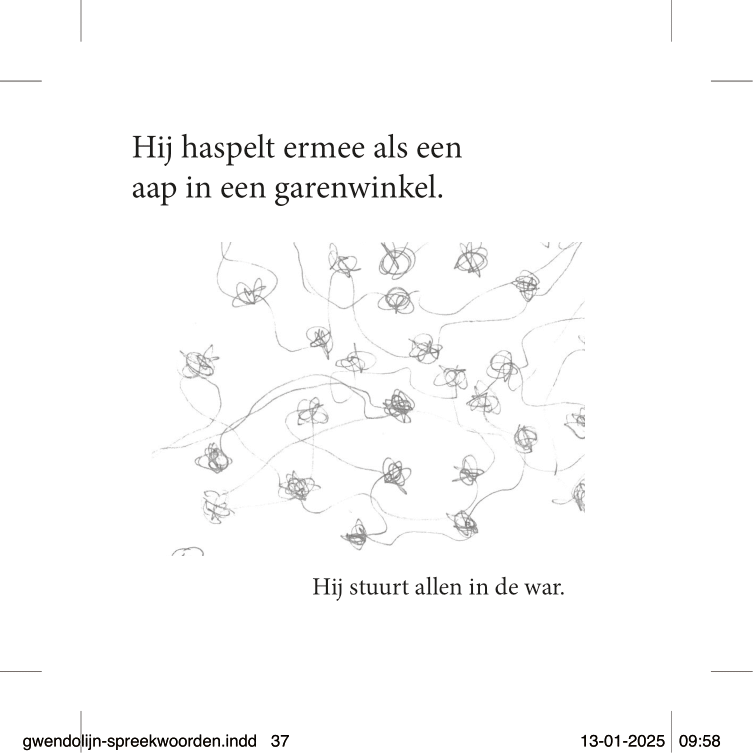 Hij haspelt ermee als een
aap in een garenwinkel.
Hij stuurt allen in de war.
gwendolijn-spreekwoorden.indd 37 13-01-2025 09:58